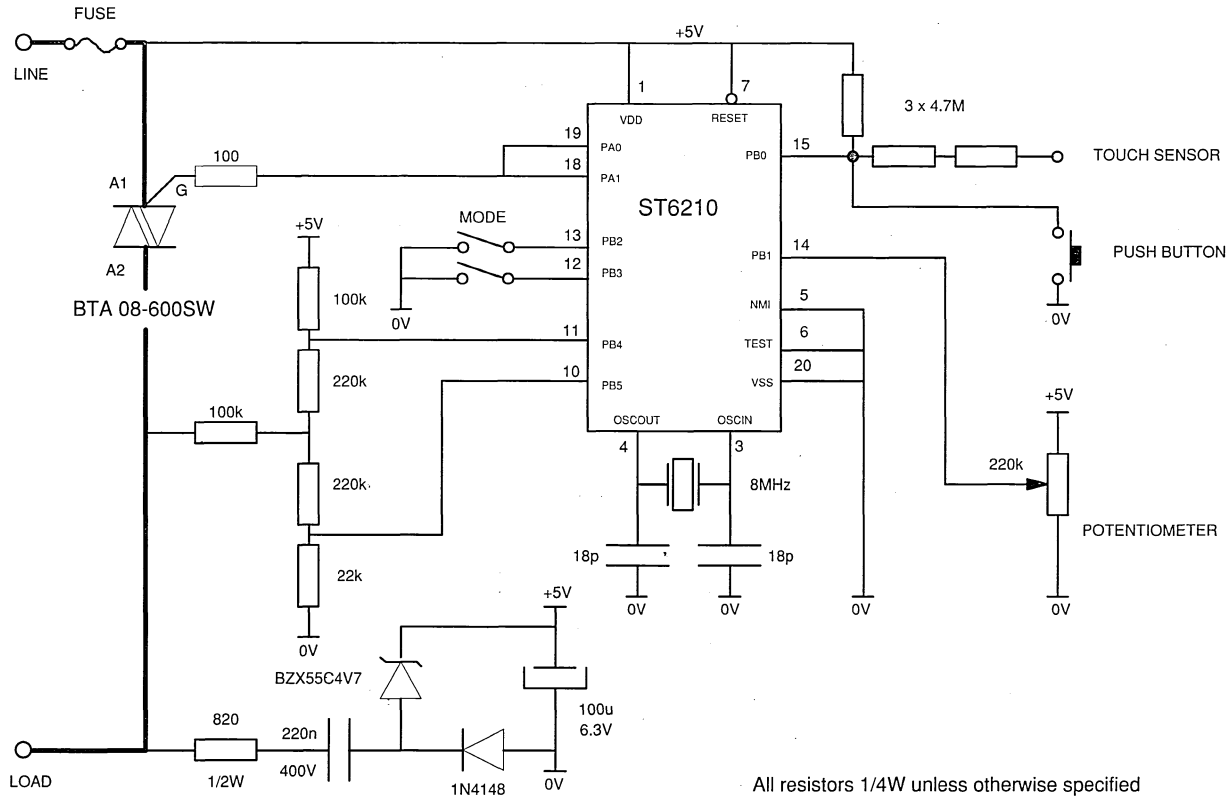 FUSE
LINE
+5V
1
7
VDD
RESET
3 x 4.7M
19
PA0
18
PA1
100
A1
G
A2
BTA 08-600SW
PB0
15
TOUCH SENSOR
ST6210
MODE
13
PB2
12
PB3
0V
+5V
100k
PB1
14
PUSH BUTTON
0V
NMI
5
TEST
6
VSS
20
11
PB4
10
PB5
220k
100k
220k
22k
0V
OSCOUT
OSCIN
4
3
8MHz
18p
18p
0V
0V
0V
+5V
220k
POTENTIOMETER
0V
+5V
BZX55C4V7
100u
6.3V
820
1/2W
220n
400V
1N4148
0V
LOAD
All resistors 1/4W unless otherwise specified